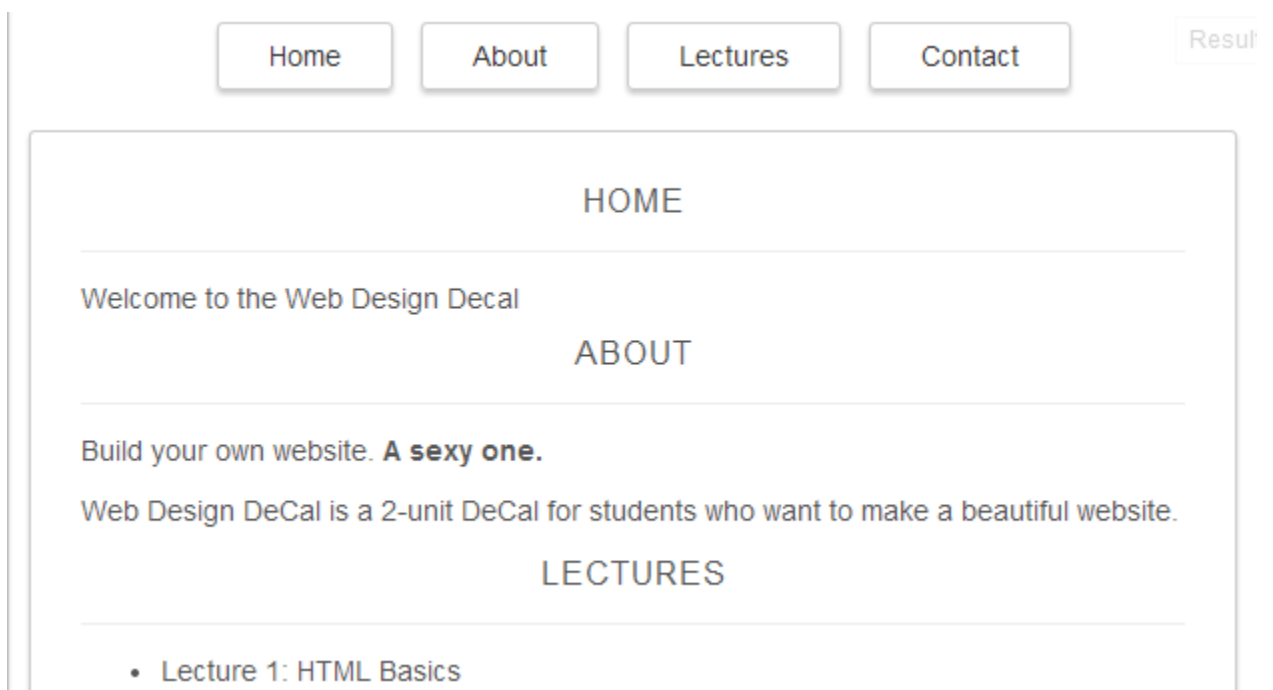 Home About Lectures Contact
HOME
Welcome to the Web Design Decal
ABOUT
Build your own website. A sexy one.
Web Design DeCal is a 2-unit DeCal for students who want to make a beautiful website.
LECTURES
• Lecture 1: HTML Basics